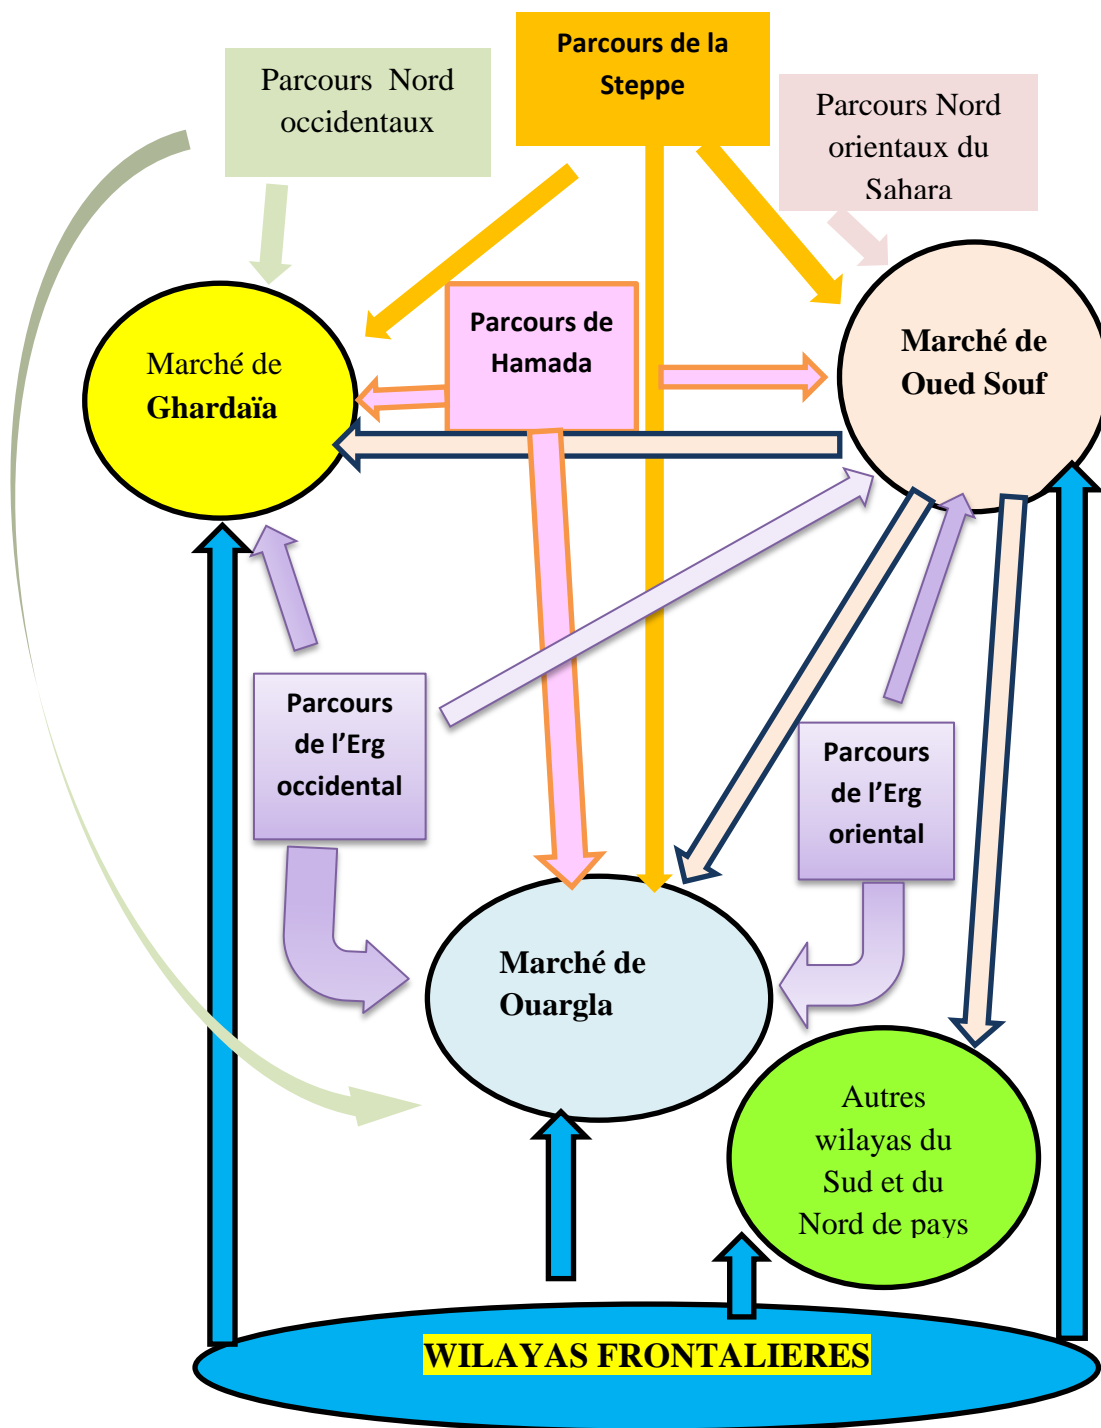 Parcours de la
Steppe
Parcours Nord
occidentaux
Parcours Nord
orientaux du
Sahara
Parcours de
Hamada
Marché de
Oued Souf
Marché de
Ghardaïa
Parcours
de l'Erg
occidental
Parcours
de l'Erg
oriental
Marché de
Ouargla
Autres
wilayas du
Sud et du
Nord de pays
WILAYAS FRONTALIERES